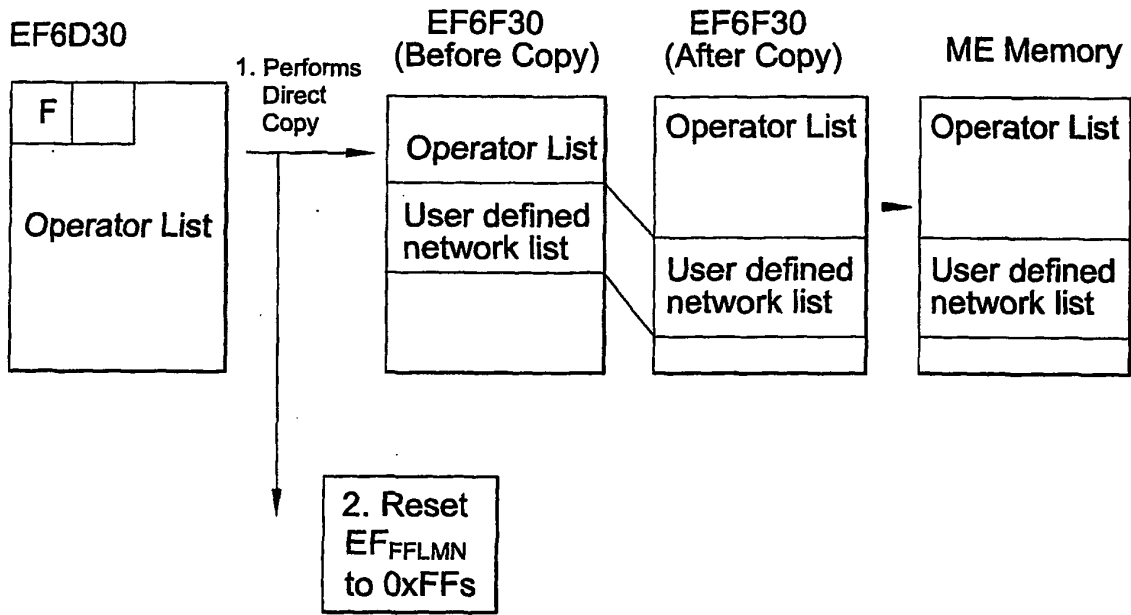 EF6D30
F
Operator List
1. Performs
Direct
Copy
EF6F30
(Before Copy)
Operator List
User defined
network list
EF6F30
(After Copy)
Operator List
User defined
network list
ME Memory
Operator List
User defined
network list
2. Reset
EFFFLMN
to 0xFFs